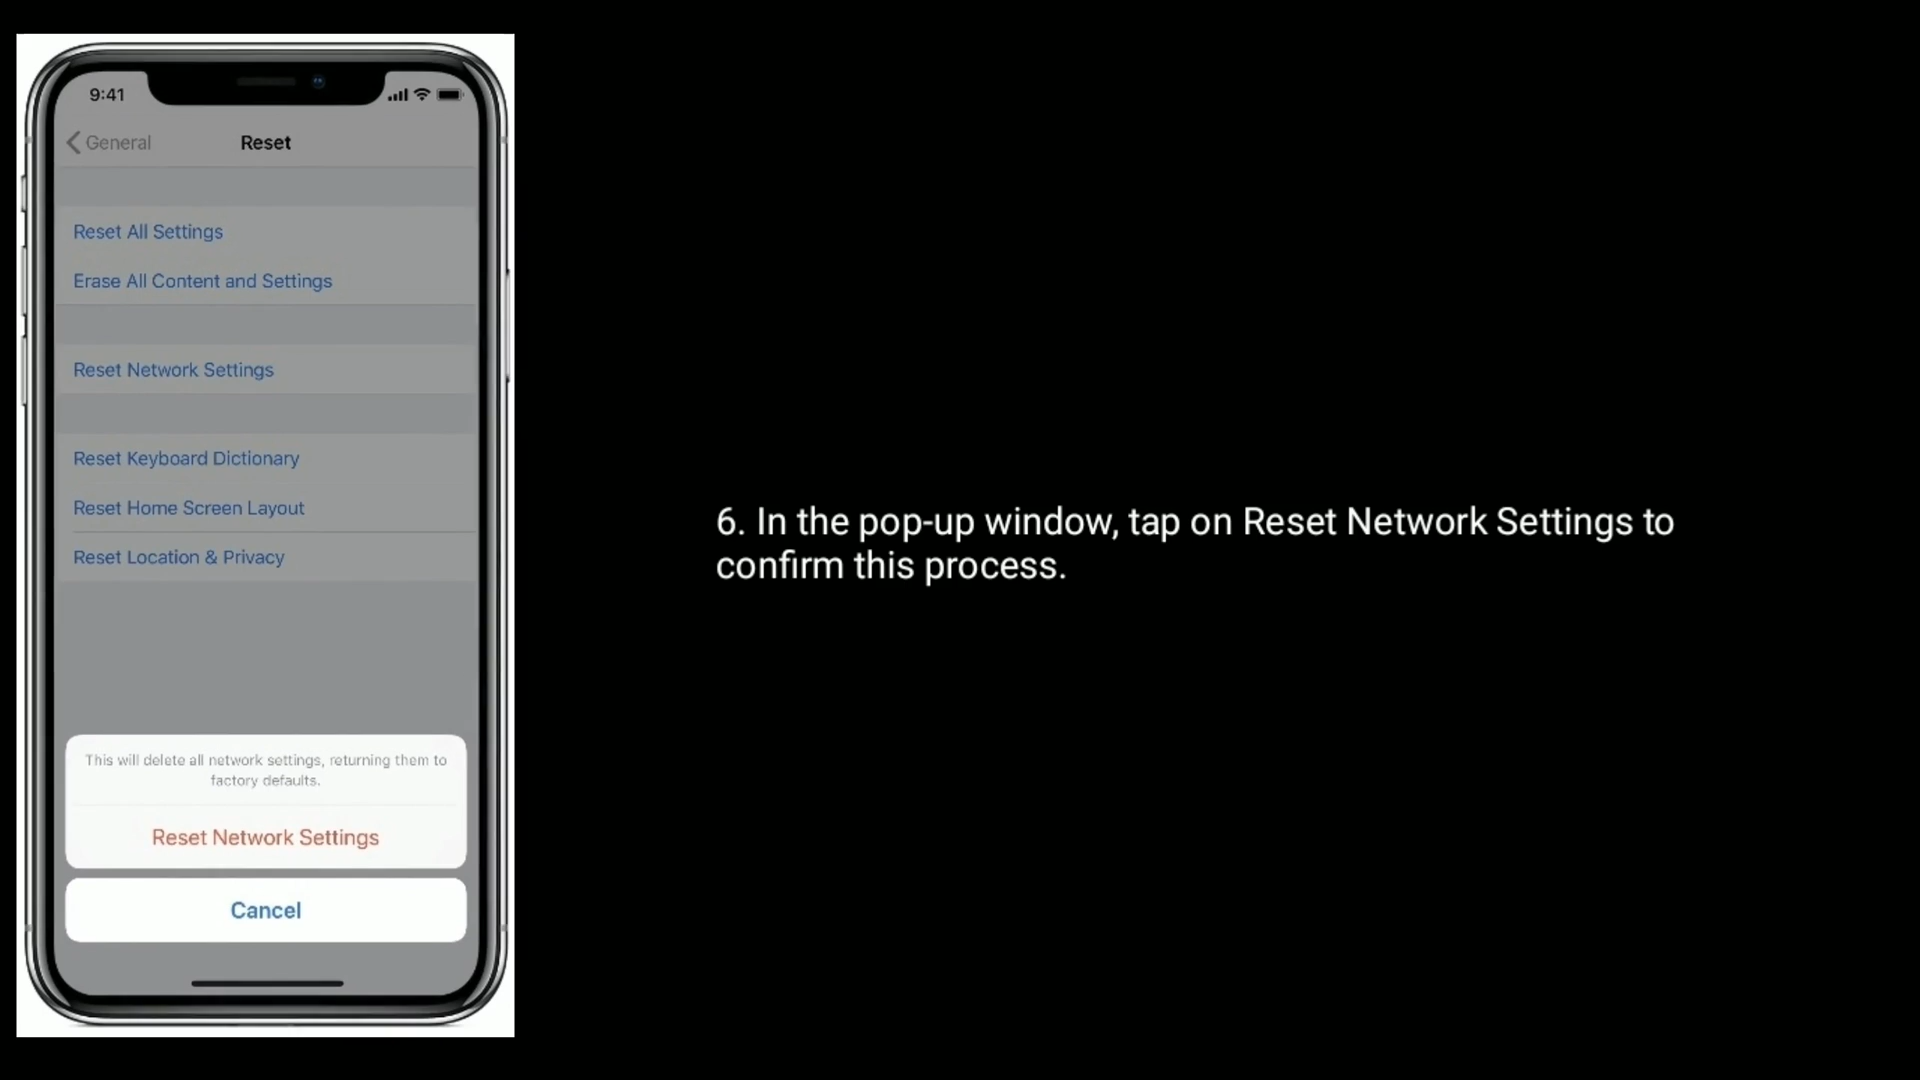 9:41
General
Reset
Reset All Settings
Erase All Content and Settings
Reset Network Settings
Reset Keyboard Dictionary
Reset Home Screen Layout
Reset Location & Privacy
This will delete all network settings, returning them to
factory defaults.
Reset Network Settings
Cancel
6. In the pop-up window, tap on Reset Network Settings to
confirm this process.